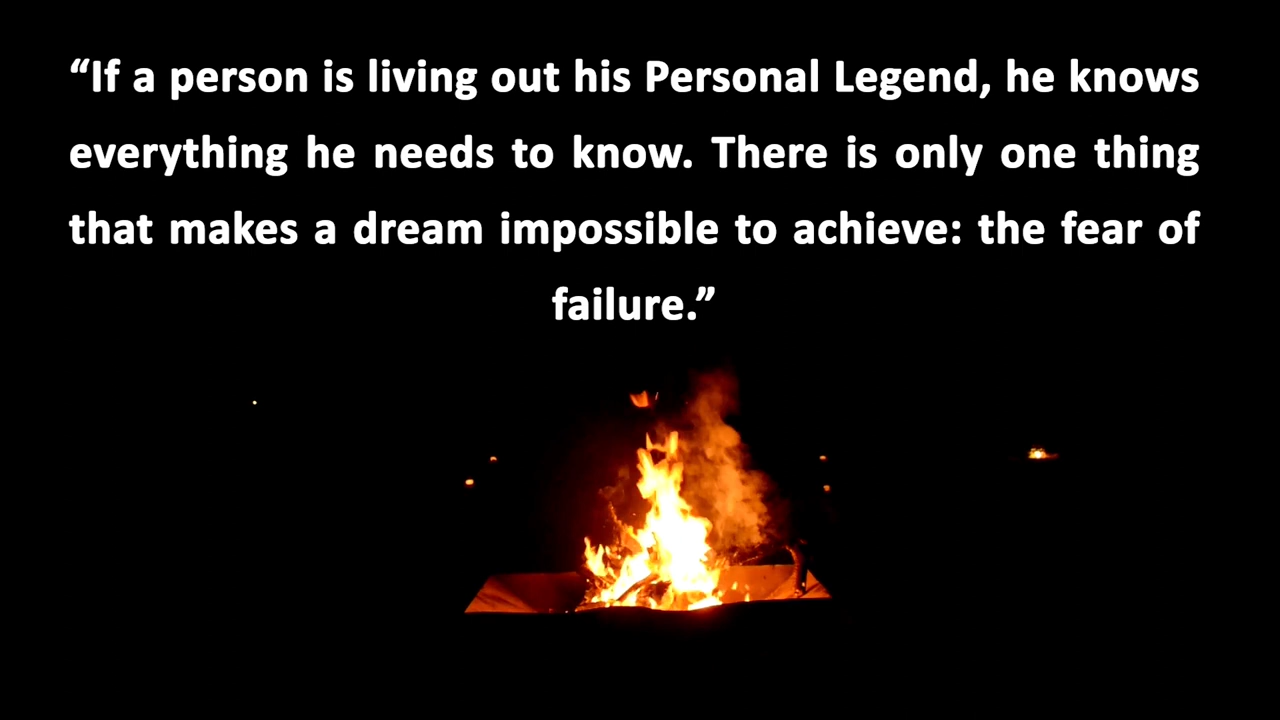 “If a person is living out his Personal Legend, he knows
everything he needs to know. There is only one thing
that makes a dream impossible to achieve: the fear of
failure.”